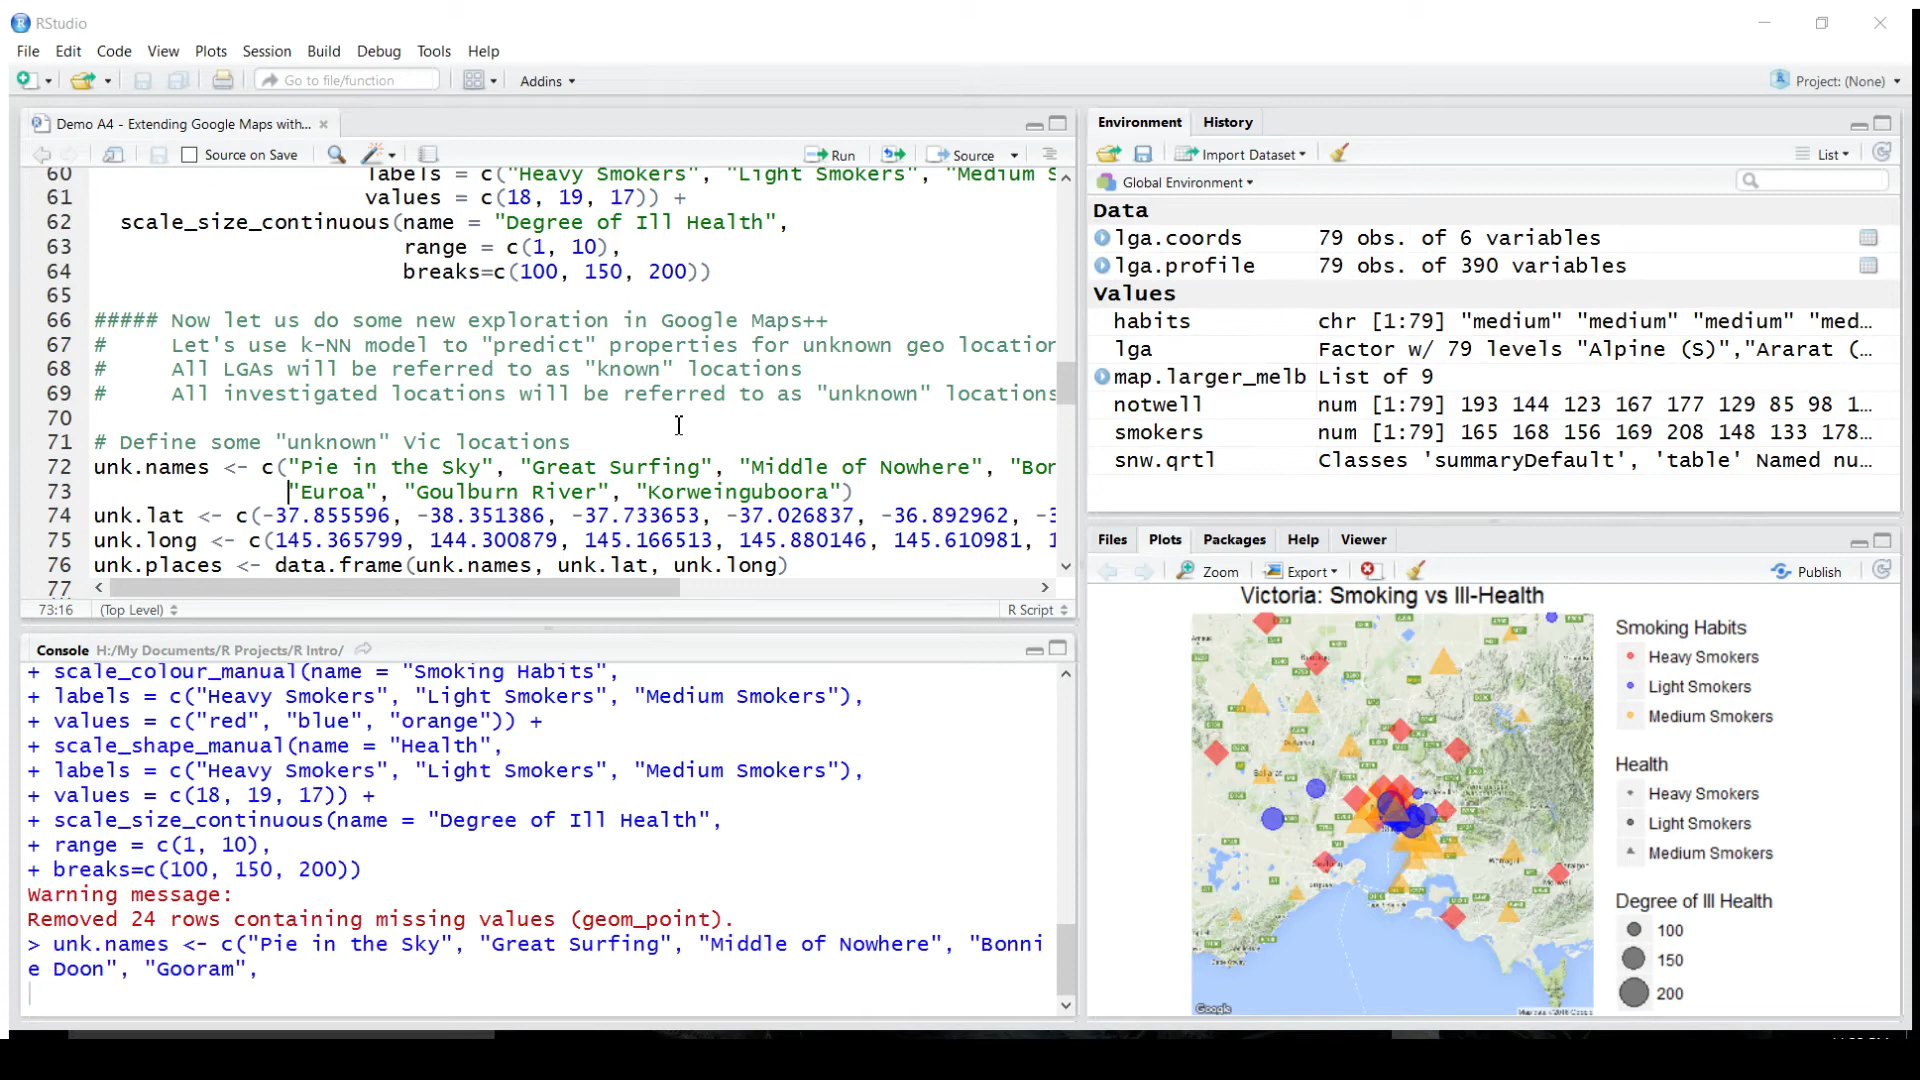 RStudio
File Edit Code View Plots Session Build Debug Tools Help
Go to file/function
Addins
Project: (None)
Demo A4 - Extending Google Maps with...
Source on Save
Run
Source
60 labels = c("Heavy Smokers", "Light Smokers", "Medium S
61 values = c(18, 19, 17)) +
62 scale_size_continuous(name = "Degree of Ill Health",
63 range = c(1, 10),
64 breaks=c(100, 150, 200))
65
66 ##### Now let us do some new exploration in Google Maps++
67 # Let's use k-NN model to "predict" properties for unknown geo location
68 # All LGAs will be referred to as "known" locations
69 # All investigated locations will be referred to as "unknown" locations
70
71 # Define some "unknown" Vic locations
72 unk.names <- c("Pie in the Sky", "Great Surfing", "Middle of Nowhere", "Bon
73 "Euroa", "Goulburn River", "Korweinguboora")
74 unk.lat <- c(-37.855596, -38.351386, -37.733653, -37.026837, -36.892962, -3
75 unk.long <- c(145.365799, 144.300879, 145.166513, 145.880146, 145.610981, 1
76 unk.places <- data.frame(unk.names, unk.lat, unk.long)
77
73:16 (Top Level) R Script
Console H:/My Documents/R Projects/R Intro/
+ scale_colour_manual(name = "Smoking Habits",
+ labels = c("Heavy Smokers", "Light Smokers", "Medium Smokers"),
+ values = c("red", "blue", "orange")) +
+ scale_shape_manual(name = "Health",
+ labels = c("Heavy Smokers", "Light Smokers", "Medium Smokers"),
+ values = c(18, 19, 17)) +
+ scale_size_continuous(name = "Degree of Ill Health",
+ range = c(1, 10),
+ breaks=c(100, 150, 200))
Warning message:
Removed 24 rows containing missing values (geom_point).
> unk.names <- c("Pie in the Sky", "Great Surfing", "Middle of Nowhere", "Bonni
e Doon", "Gooram",
Environment History
Import Dataset
List
Global Environment
Data
lga.coords 79 obs. of 6 variables
lga.profile 79 obs. of 390 variables
Values
habits chr [1:79] "medium" "medium" "medium" "med...
lga Factor w/ 79 levels "Alpine (S)","Ararat (...
map.larger_melb List of 9
notwell num [1:79] 193 144 123 167 177 129 85 98 1...
smokers num [1:79] 165 168 156 169 208 148 133 178...
snw.qrtl Classes 'summaryDefault', 'table' Named nu...
Files Plots Packages Help Viewer
Zoom Export Publish
Victoria: Smoking vs Ill-Health
Smoking Habits
Heavy Smokers
Light Smokers
Medium Smokers
Health
Heavy Smokers
Light Smokers
Medium Smokers
Degree of Ill Health
100
150
200
Ballarat
Google